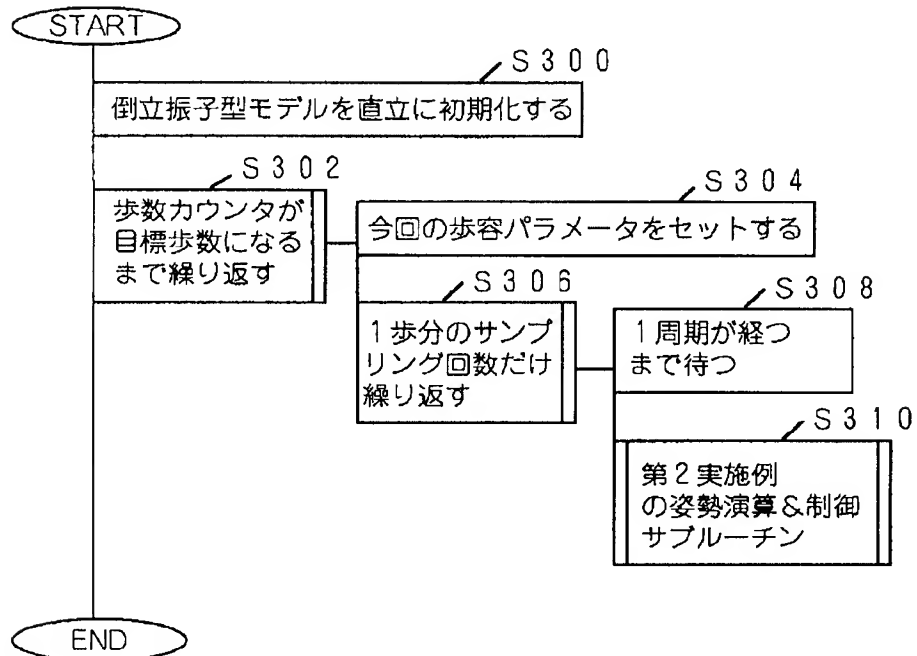 START
S300
倒立振子型モデルを直立に初期化する
S302
歩数カウンタが
目標歩数になる
まで繰り返す
S304
今回の歩容パラメータをセットする
S306
1歩分のサンプ
リング回数だけ
繰り返す
S308
1周期が経つ
まで待つ
S310
第2実施例
の姿勢演算&制御
サブルーチン
END